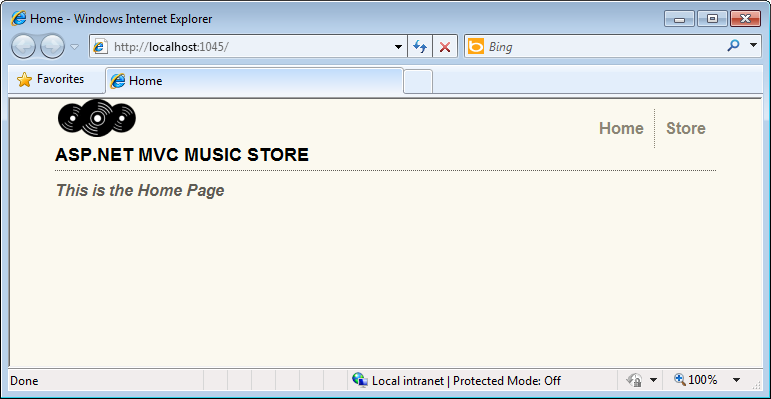 Home - Windows Internet Explorer
http://localhost:1045/
Bing
Favorites
Home
Home
Store
ASP.NET MVC MUSIC STORE
This is the Home Page
Done
Local intranet | Protected Mode: Off
100%